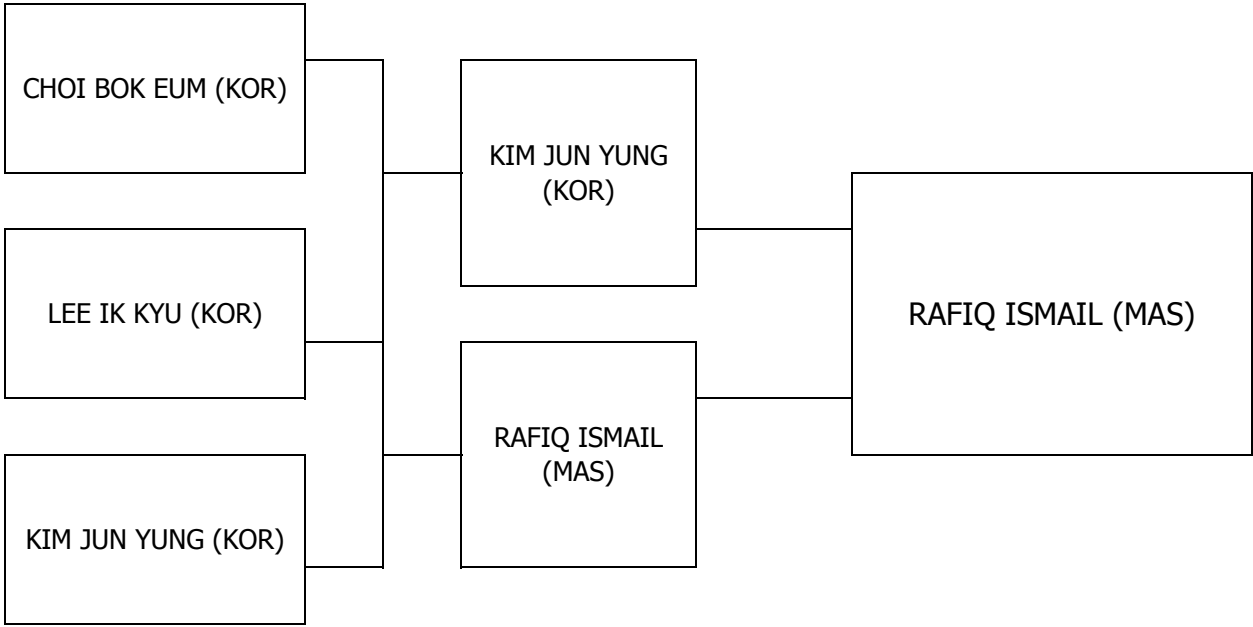 CHOI BOK EUM (KOR)
LEE IK KYU (KOR)
KIM JUN YUNG (KOR)
KIM JUN YUNG
(KOR)
RAFIQ ISMAIL
(MAS)
RAFIQ ISMAIL (MAS)